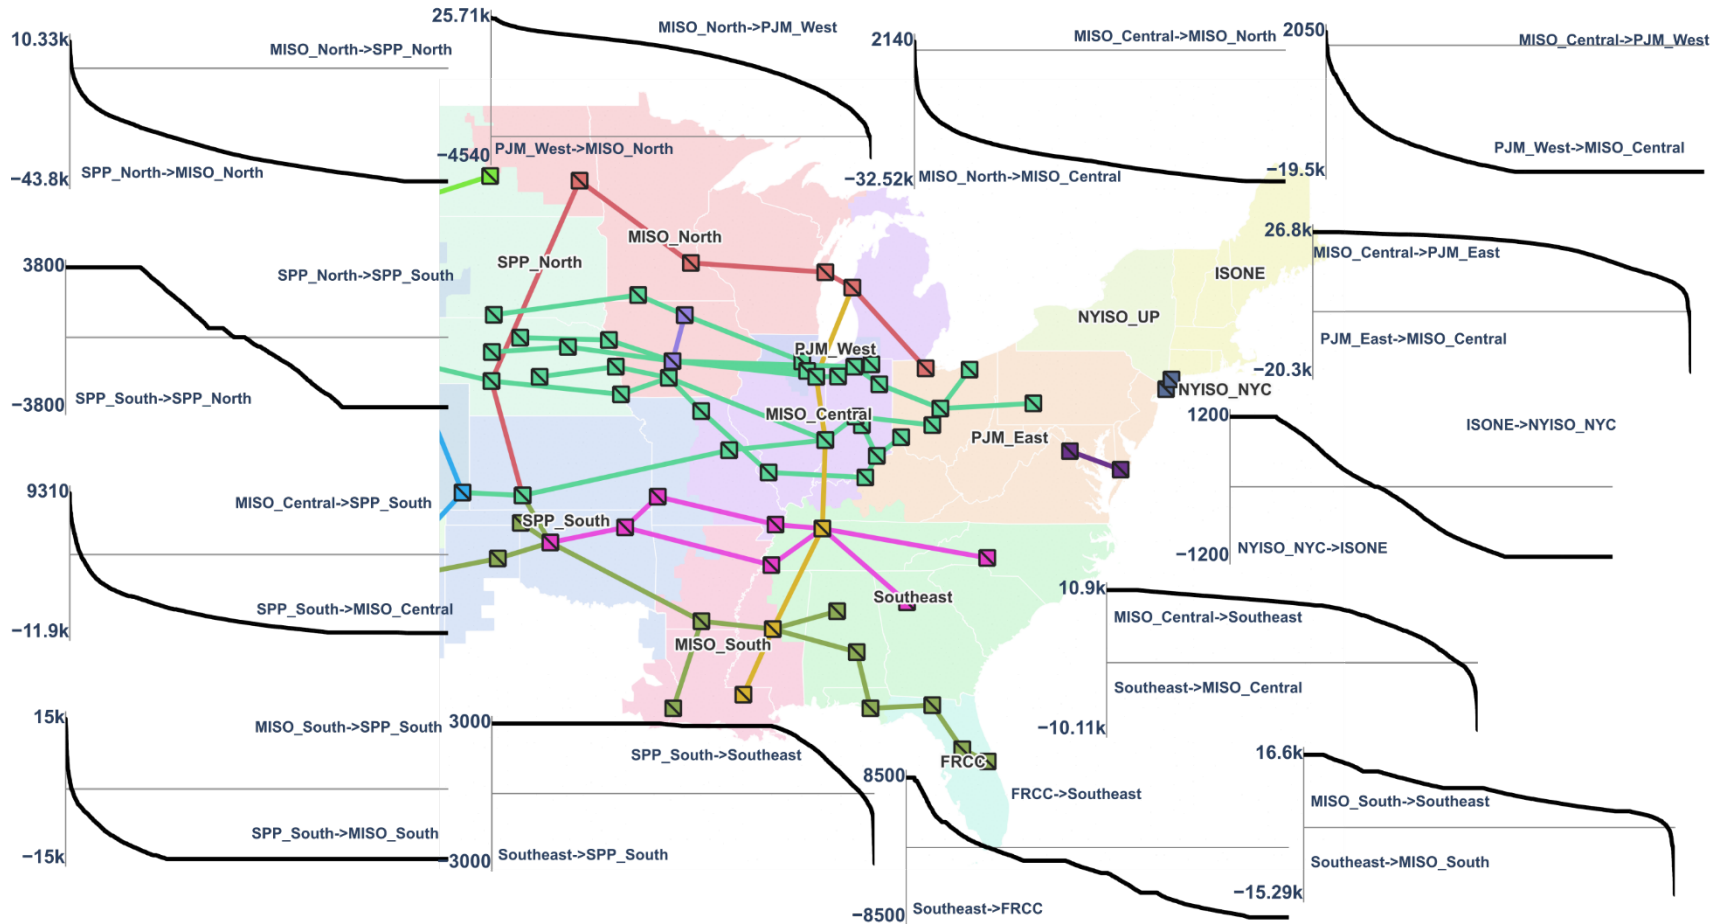 25.71k
MISO_North->PJM_West
10.33k
MISO_North->SPP_North
2140
MISO_Central->MISO_North
2050
MISO_Central->PJM_West
−4540
PJM_West->MISO_North
SPP_North->MISO_North
−43.8k
−32.52k
MISO_North->MISO_Central
PJM_West->MISO_Central
−19.5k
MISO_North
SPP_North
26.8k
MISO_Central->PJM_East
ISONE
3800
SPP_North->SPP_South
NYISO_UP
PJM_East->MISO_Central
PJM_West
−20.3k
NYISO_NYC
−3800
SPP_South->SPP_North
MISO_Central
1200
ISONE->NYISO_NYC
PJM_East
9310
MISO_Central->SPP_South
SPP_South
−1200
NYISO_NYC->ISONE
10.9k
Southeast
SPP_South->MISO_Central
−11.9k
MISO_Central->Southeast
MISO_South
Southeast->MISO_Central
15k
MISO_South->SPP_South
3000
−10.11k
SPP_South->Southeast
16.6k
FRCC
8500
FRCC->Southeast
MISO_South->Southeast
SPP_South->MISO_South
−15k
−3000
Southeast->SPP_South
Southeast->MISO_South
−15.29k
−8500
Southeast->FRCC